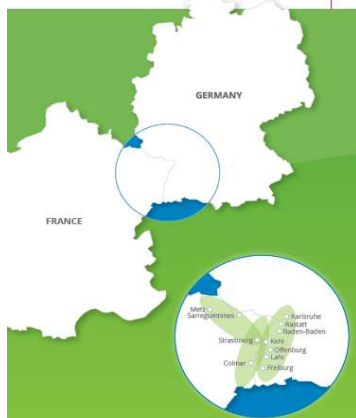 GERMANY
FRANCE
Metz
Sarreguemines
Karlsruhe
Rastatt
Baden-Baden
Strasbourg
Kehl
Offenburg
Lahr
Colmar
Freiburg